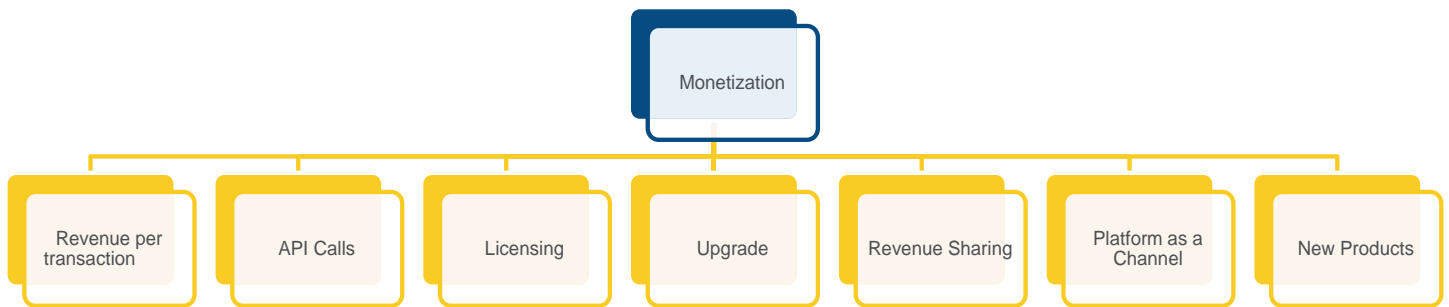 Monetization
Revenue per
transaction
API Calls
Licensing
Upgrade
Revenue Sharing
Platform as a
Channel
New Products